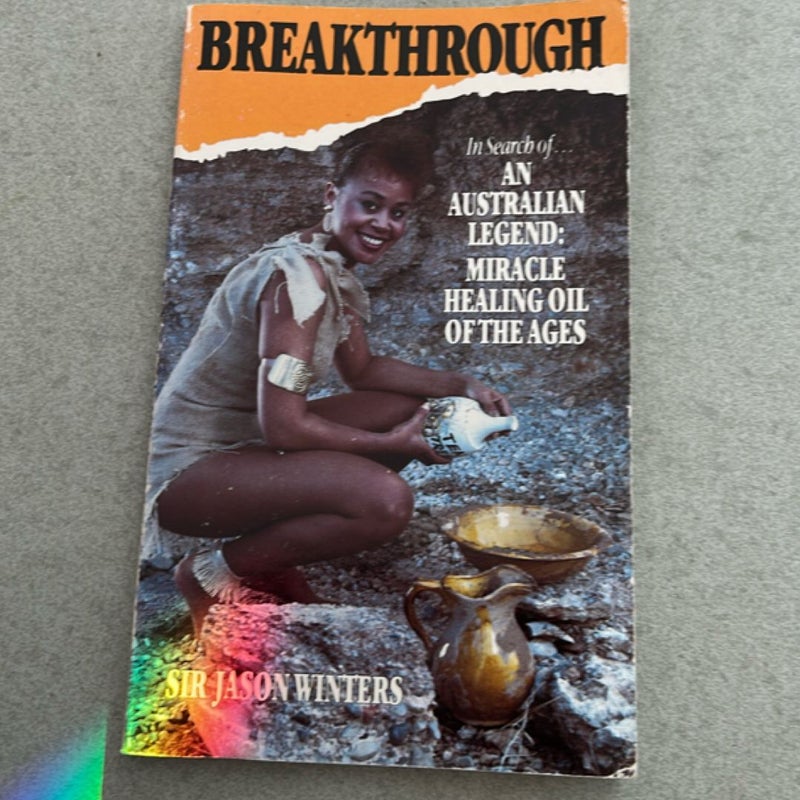 BREAKTHROUGH
In Search of...
AN
AUSTRALIAN
LEGEND:
MIRACLE
HEALING OIL
OF THE AGES
SIR JASON WINTERS